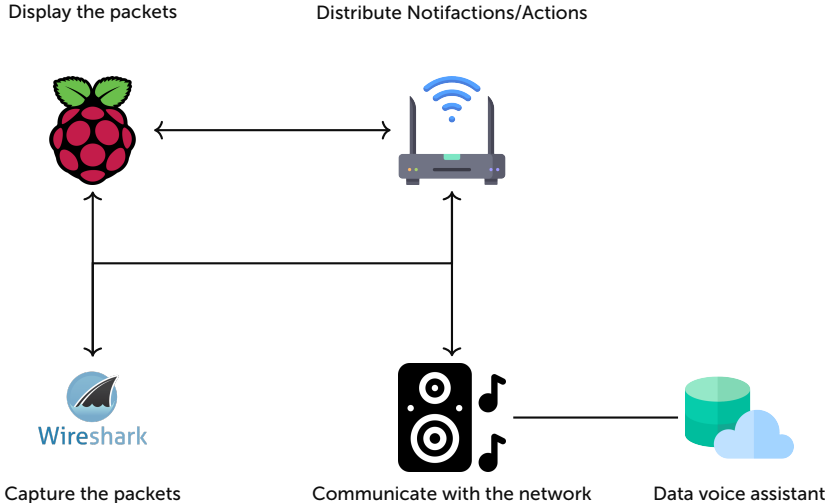 Display the packets
Distribute Notifactions/Actions
Wireshark
Capture the packets
Communicate with the network
Data voice assistant